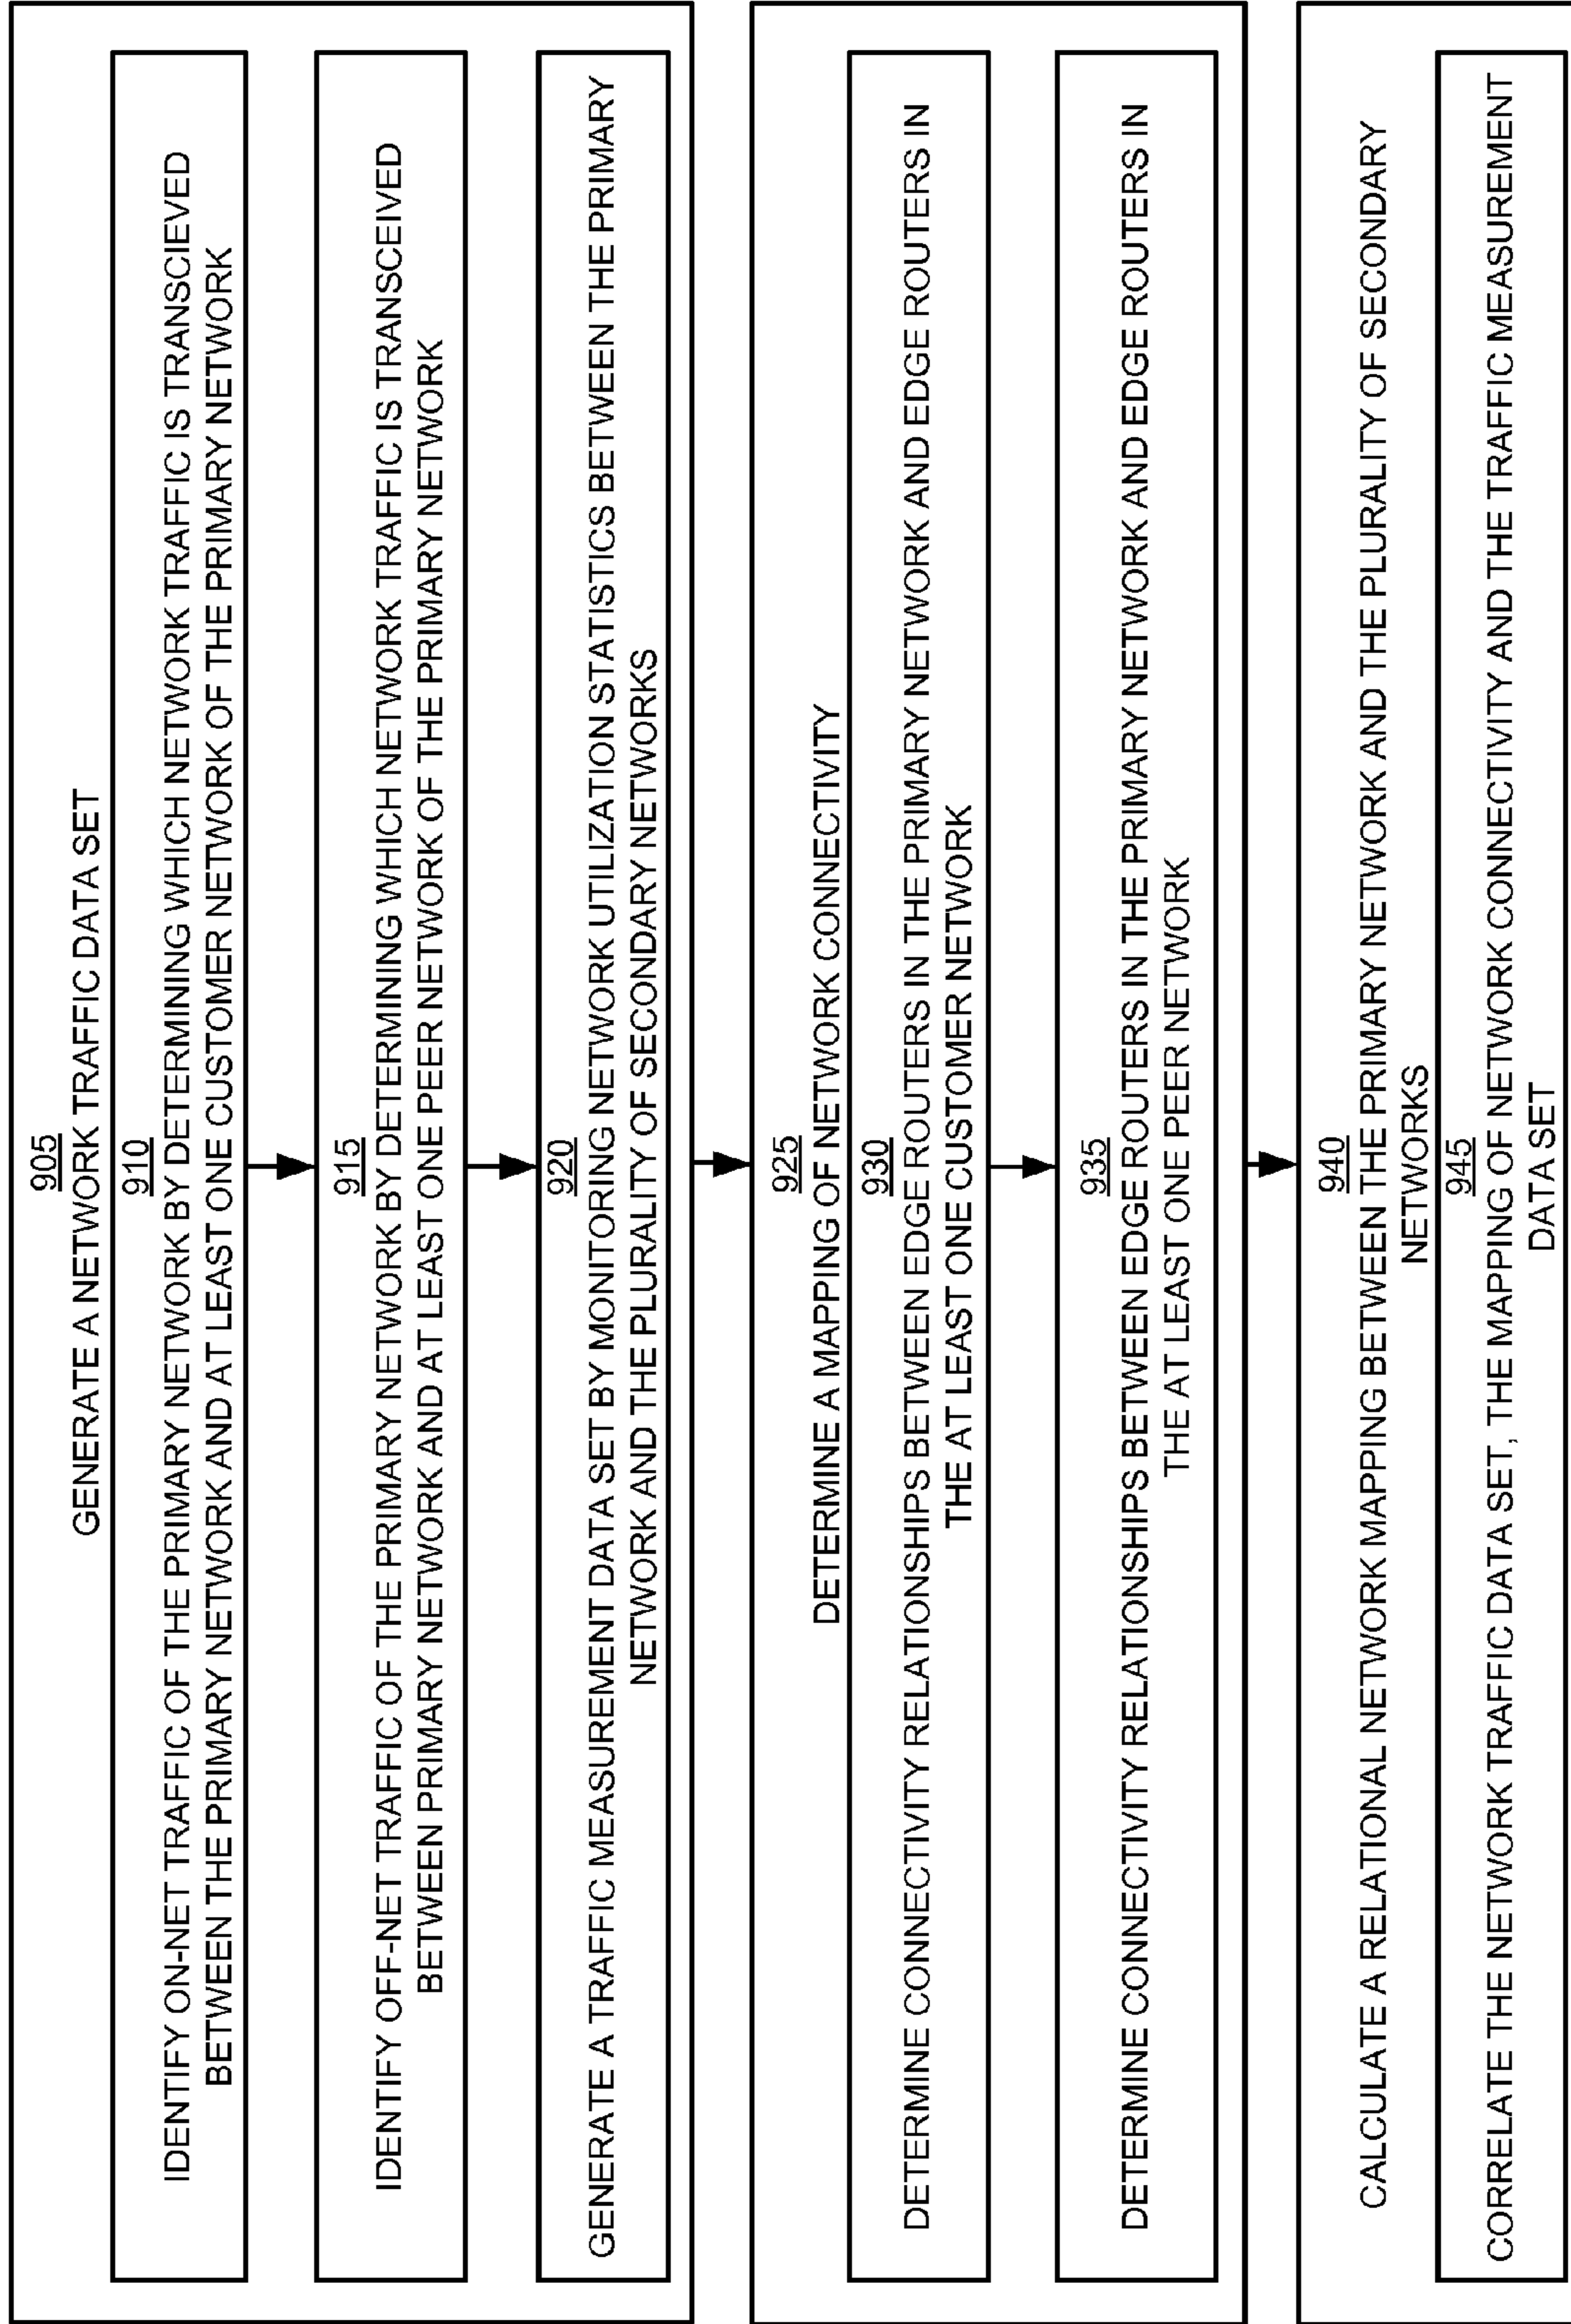 905
GENERATE A NETWORK TRAFFIC DATA SET
910
IDENTIFY ON-NET TRAFFIC OF THE PRIMARY NETWORK BY DETERMINING WHICH NETWORK TRAFFIC IS TRANSCIEVED
BETWEEN THE PRIMARY NETWORK AND AT LEAST ONE CUSTOMER NETWORK OF THE PRIMARY NETWORK
915
IDENTIFY OFF-NET TRAFFIC OF THE PRIMARY NETWORK BY DETERMINING WHICH NETWORK TRAFFIC IS TRANSCEIVED
BETWEEN PRIMARY NETWORK AND AT LEAST ONE PEER NETWORK OF THE PRIMARY NETWORK
920
GENERATE A TRAFFIC MEASUREMENT DATA SET BY MONITORING NETWORK UTILIZATION STATISTICS BETWEEN THE PRIMARY
NETWORK AND THE PLURALITY OF SECONDARY NETWORKS
925
DETERMINE A MAPPING OF NETWORK CONNECTIVITY
930
DETERMINE CONNECTIVITY RELATIONSHIPS BETWEEN EDGE ROUTERS IN THE PRIMARY NETWORK AND EDGE ROUTERS IN
THE AT LEAST ONE CUSTOMER NETWORK
935
DETERMINE CONNECTIVITY RELATIONSHIPS BETWEEN EDGE ROUTERS IN THE PRIMARY NETWORK AND EDGE ROUTERS IN
THE AT LEAST ONE PEER NETWORK
940
CALCULATE A RELATIONAL NETWORK MAPPING BETWEEN THE PRIMARY NETWORK AND THE PLURALITY OF SECONDARY
NETWORKS
945
CORRELATE THE NETWORK TRAFFIC DATA SET, THE MAPPING OF NETWORK CONNECTIVITY AND THE TRAFFIC MEASUREMENT
DATA SET